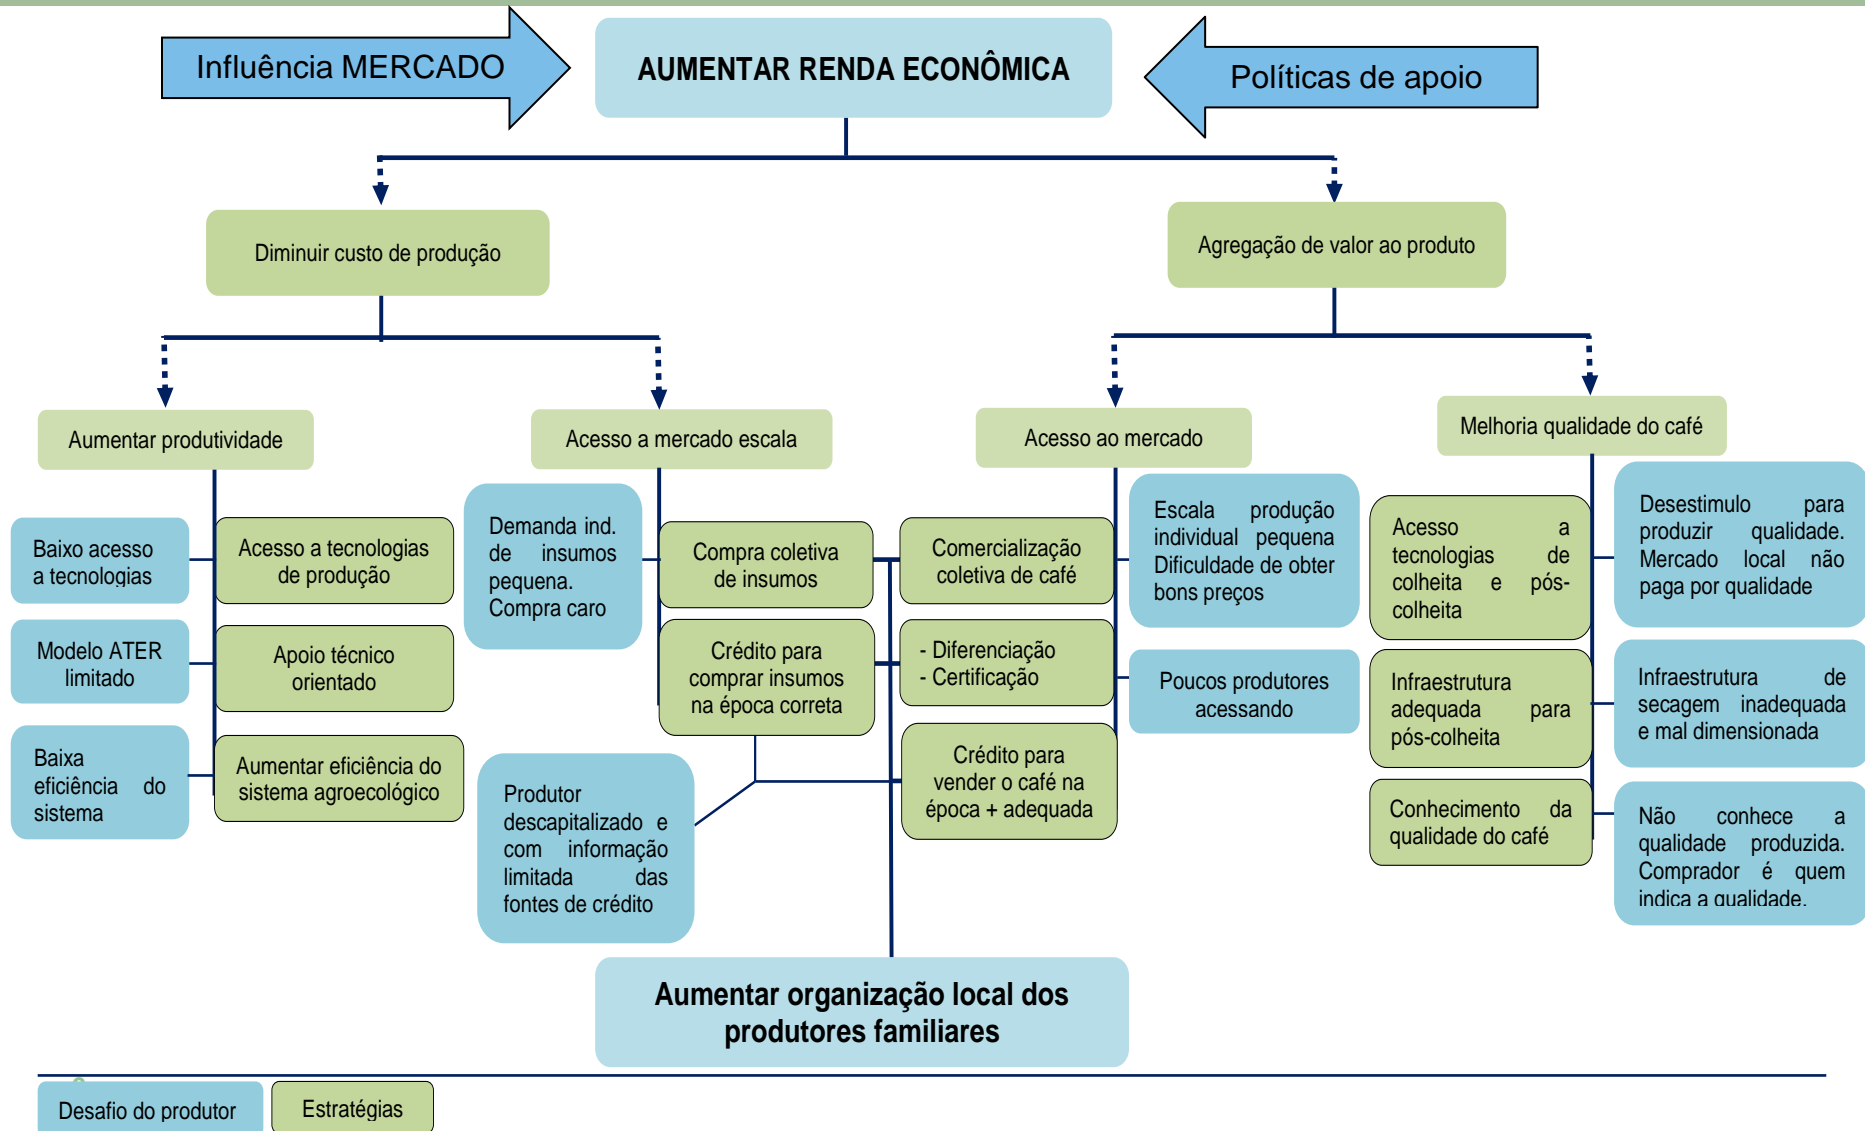 Influência MERCADO
AUMENTAR RENDA ECONÔMICA
Políticas de apoio
Diminuir custo de produção
Agregação de valor ao produto
Aumentar produtividade
Acesso a mercado escala
Acesso ao mercado
Melhoria qualidade do café
Baixo acesso
a tecnologias
Acesso a tecnologias
de produção
Modelo ATER
limitado
Apoio técnico
orientado
Baixa
eficiência do
sistema
Aumentar eficiência do
sistema agroecológico
Demanda ind.
de insumos
pequena.
Compra caro
Compra coletiva
de insumos
Crédito para
comprar insumos
na época correta
Produtor
descapitalizado e
com informação
limitada das
fontes de crédito
Comercialização
coletiva de café
- Diferenciação
- Certificação
Crédito para
vender o café na
época + adequada
Escala produção
individual pequena
Dificuldade de obter
bons preços
Poucos produtores
acessando
Acesso a
tecnologias de
colheita e pós-
colheita
Infraestrutura
adequada para
pós-colheita
Conhecimento da
qualidade do café
Desestimulo para
produzir qualidade.
Mercado local não
paga por qualidade
Infraestrutura de
secagem inadequada
e mal dimensionada
Não conhece a
qualidade produzida.
Comprador é quem
indica a qualidade.
Aumentar organização local dos
produtores familiares
Desafio do produtor
Estratégias